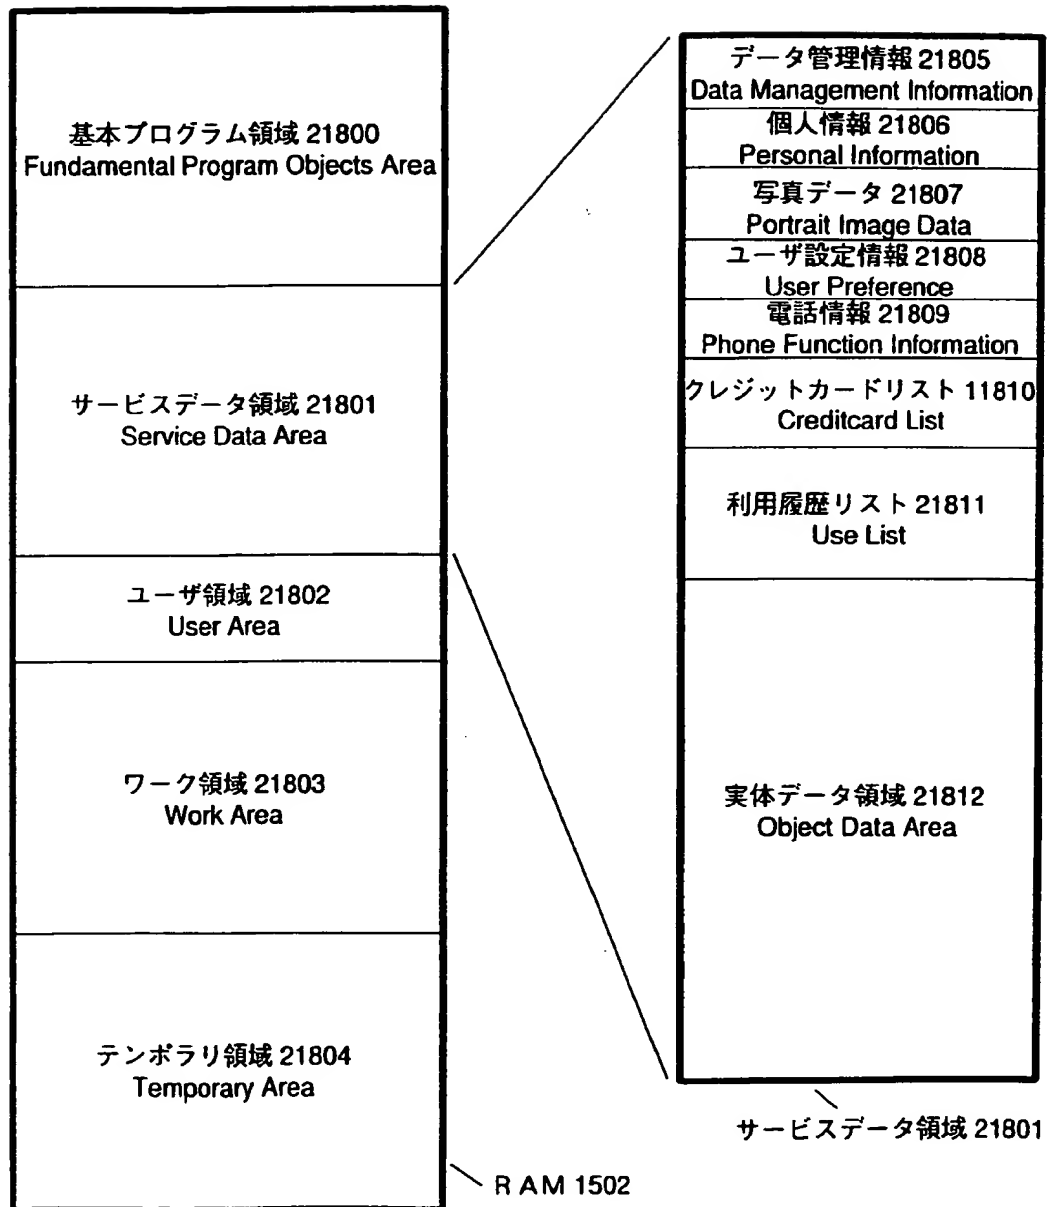 基本プログラム領域 21800
Fundamental Program Objects Area
サービスデータ領域 21801
Service Data Area
ユーザ領域 21802
User Area
ワーク領域 21803
Work Area
テンポラリ領域 21804
Temporary Area
RAM 1502
データ管理情報 21805
Data Management Information
個人情報 21806
Personal Information
写真データ 21807
Portrait Image Data
ユーザ設定情報 21808
User Preference
電話情報 21809
Phone Function Information
クレジットカードリスト 11810
Creditcard List
利用履歴リスト 21811
Use List
実体データ領域 21812
Object Data Area
サービスデータ領域 21801